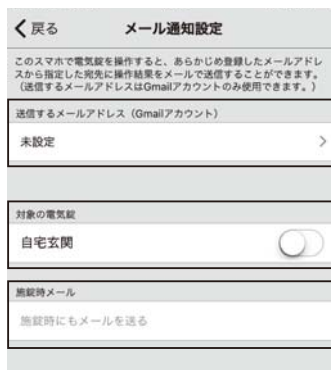 戻る メール通知設定
このスマホで電気錠を操作すると、あらかじめ登録したメールアドレ
スから指定した宛先に操作結果をメールで送信することができます。
（送信するメールアドレスはGmailアカウントのみ使用できます。）
送信するメールアドレス（Gmailアカウント）
未設定
対象の電気錠
自宅玄関
施錠時メール
施錠時にもメールを送る